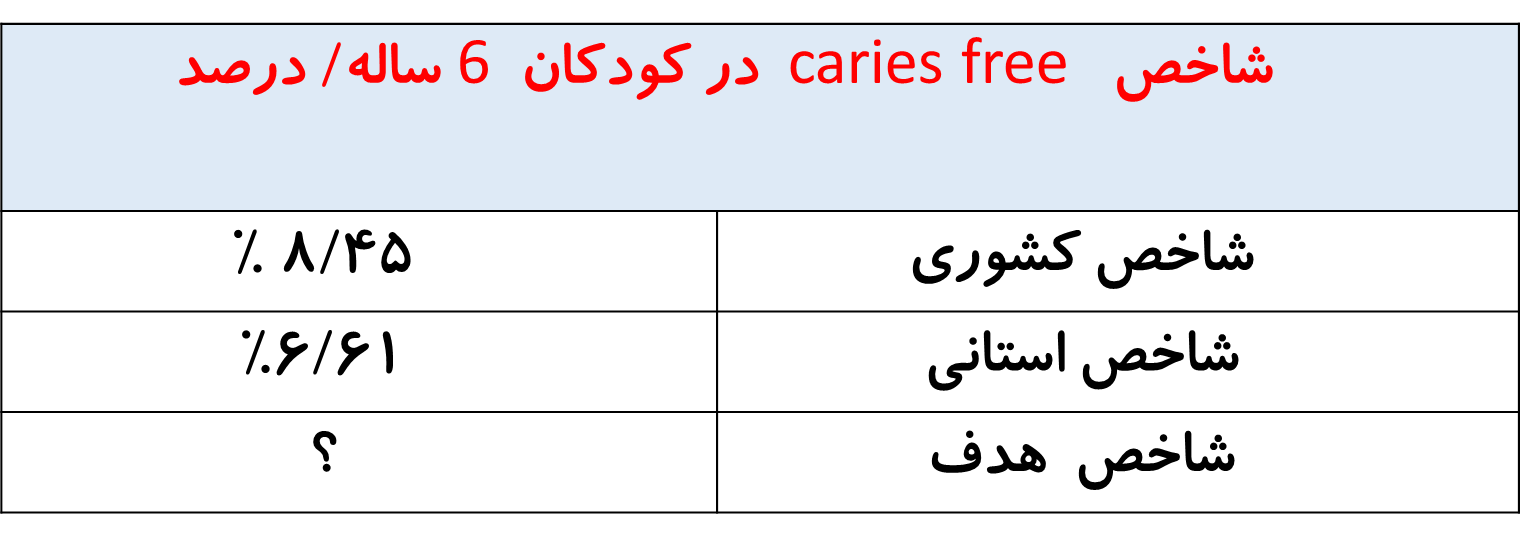 شاخص caries free در کودکان 6 ساله/ درصد
شاخص کشوری ۸/۴۵ ٪
شاخص استانی ۶/۶۱٪
شاخص هدف ؟